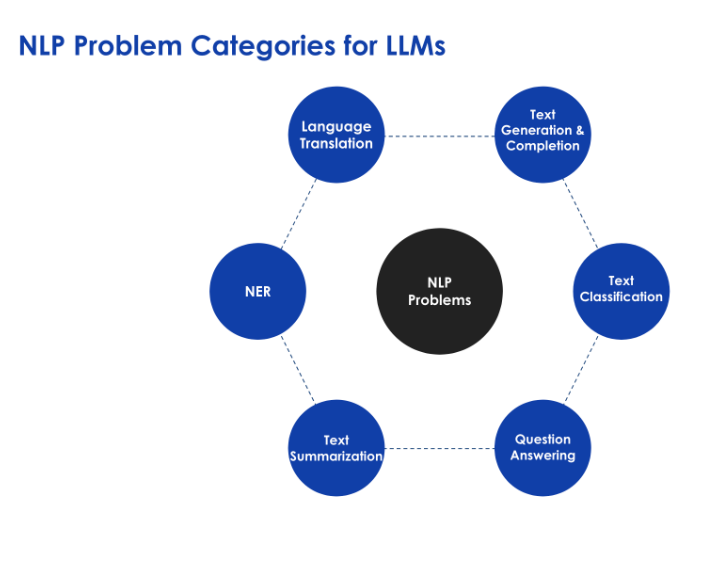 NLP Problem Categories for LLMs
Language
Translation
Text
Generation &
Completion
NER
NLP
Problems
Text
Classification
Text
Summarization
Question
Answering